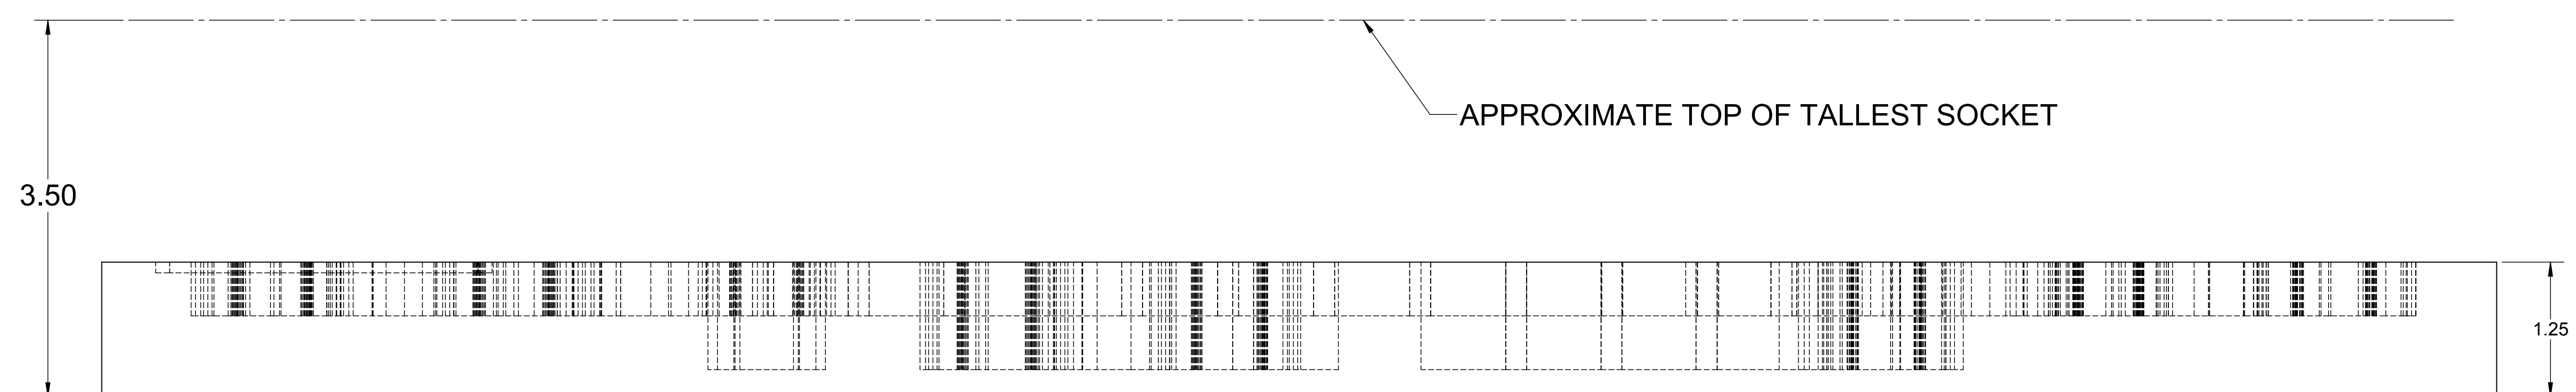 APPROXIMATE TOP OF TALLEST SOCKET
3.50
1.25